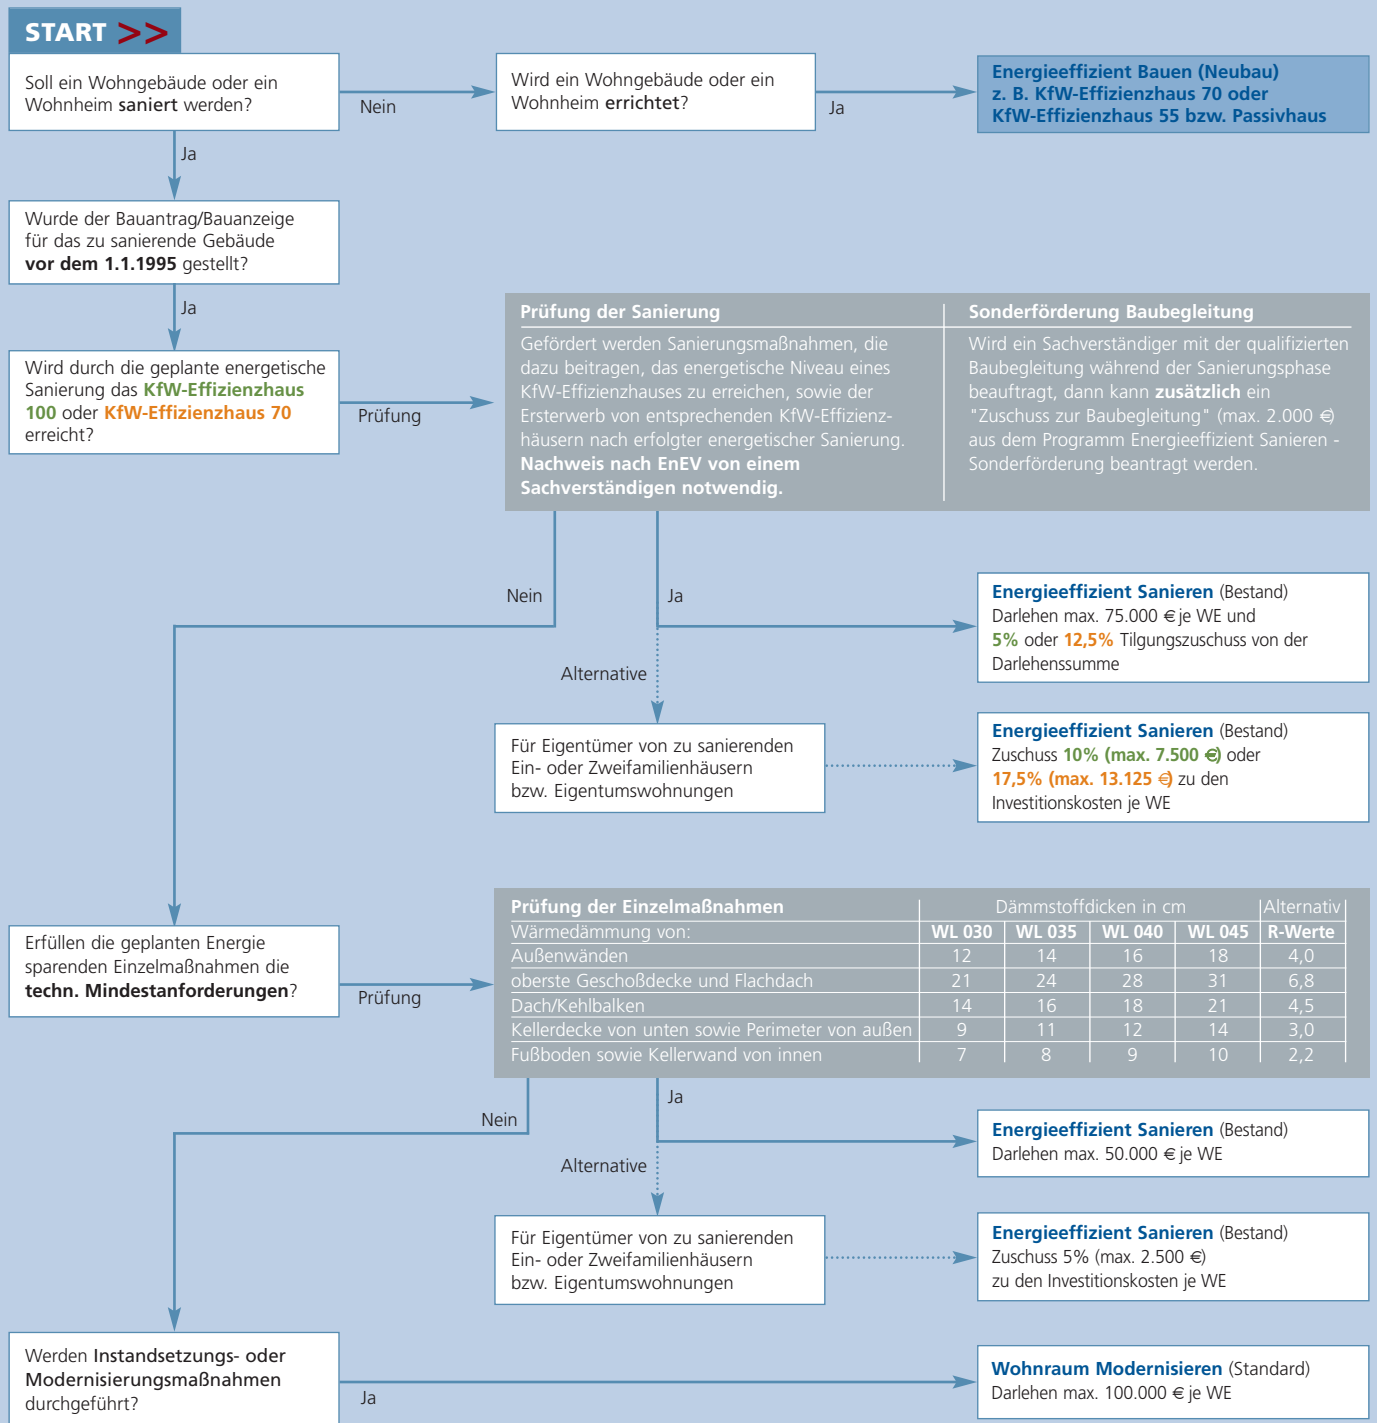 START >>
Soll ein Wohngebäude oder ein
Wohnheim saniert werden?
Nein
Wird ein Wohngebäude oder ein
Wohnheim errichtet?
Ja
Energieeffizient Bauen (Neubau)
z. B. KfW-Effizienzhaus 70 oder
KfW-Effizienzhaus 55 bzw. Passivhaus
Ja
Wurde der Bauantrag/Bauanzeige
für das zu sanierende Gebäude
vor dem 1.1.1995 gestellt?
Ja
Wird durch die geplante energetische
Sanierung das KfW-Effizienzhaus
100 oder KfW-Effizienzhaus 70
erreicht?
Prüfung
Prüfung der Sanierung
Gefördert werden Sanierungsmaßnahmen, die
dazu beitragen, das energetische Niveau eines
KfW-Effizienzhauses zu erreichen, sowie der
Ersterwerb von entsprechenden KfW-Effizienz-
häusern nach erfolgter energetischer Sanierung.
Nachweis nach EnEV von einem
Sachverständigen notwendig.
Sonderförderung Baubegleitung
Wird ein Sachverständiger mit der qualifizierten
Baubegleitung während der Sanierungsphase
beauftragt, dann kann zusätzlich ein
"Zuschuss zur Baubegleitung" (max. 2.000 €)
aus dem Programm Energieeffizient Sanieren -
Sonderförderung beantragt werden.
Nein
Ja
Energieeffizient Sanieren (Bestand)
Darlehen max. 75.000 € je WE und
5% oder 12,5% Tilgungszuschuss von der
Darlehenssumme
Alternative
Für Eigentümer von zu sanierenden
Ein- oder Zweifamilienhäusern
bzw. Eigentumswohnungen
Energieeffizient Sanieren (Bestand)
Zuschuss 10% (max. 7.500 €) oder
17,5% (max. 13.125 €) zu den
Investitionskosten je WE
Erfüllen die geplanten Energie
sparenden Einzelmaßnahmen die
techn. Mindestanforderungen?
Prüfung
Prüfung der Einzelmaßnahmen Dämmstoffdicken in cm Alternativ
Wärmedämmung von: WL 030 WL 035 WL 040 WL 045 R-Werte
Außenwänden 12 14 16 18 4,0
oberste Geschoßdecke und Flachdach 21 24 28 31 6,8
Dach/Kehlbalken 14 16 18 21 4,5
Kellerdecke von unten sowie Perimeter von außen 9 11 12 14 3,0
Fußboden sowie Kellerwand von innen 7 8 9 10 2,2
Nein
Ja
Energieeffizient Sanieren (Bestand)
Darlehen max. 50.000 € je WE
Alternative
Für Eigentümer von zu sanierenden
Ein- oder Zweifamilienhäusern
bzw. Eigentumswohnungen
Energieeffizient Sanieren (Bestand)
Zuschuss 5% (max. 2.500 €)
zu den Investitionskosten je WE
Werden Instandsetzungs- oder
Modernisierungsmaßnahmen
durchgeführt?
Ja
Wohnraum Modernisieren (Standard)
Darlehen max. 100.000 € je WE